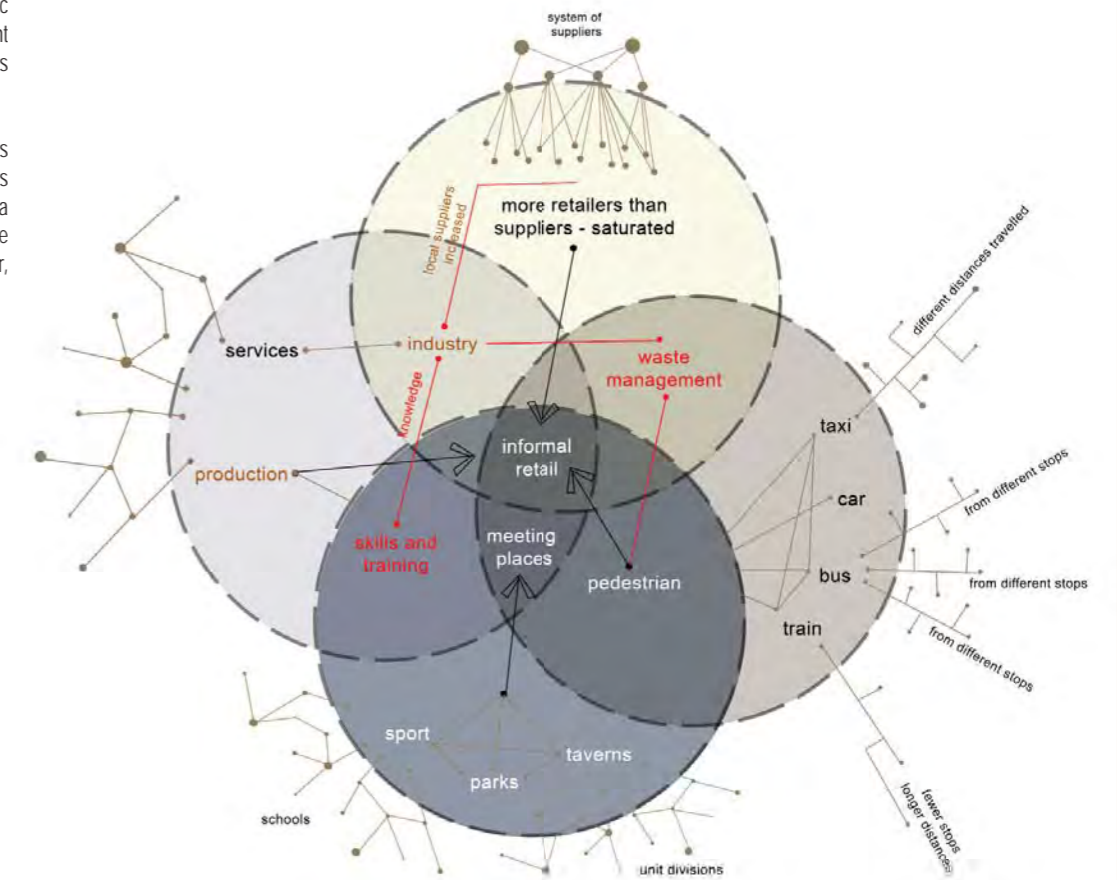 c
nt
s
s
s
a
e
r,
system of
suppliers
more retailers than
suppliers - saturated
local suppliers
increased
different distances travelled
services
industry
waste
management
knowledge
taxi
informal
retail
from different stops
production
car
skills and
training
meeting
places
pedestrian
bus
from different stops
train
from different stops
sport
taverns
parks
schools
fewer stops
longer distances
unit divisions